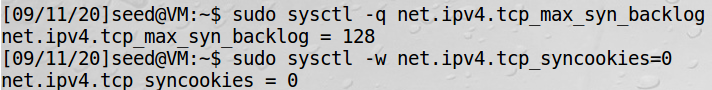 [09/11/20]seed@VM:~$ sudo sysctl -q net.ipv4.tcp_max_syn_backlog
net.ipv4.tcp_max_syn_backlog = 128
[09/11/20]seed@VM:~$ sudo sysctl -w net.ipv4.tcp_syncookies=0
net.ipv4.tcp_syncookies = 0